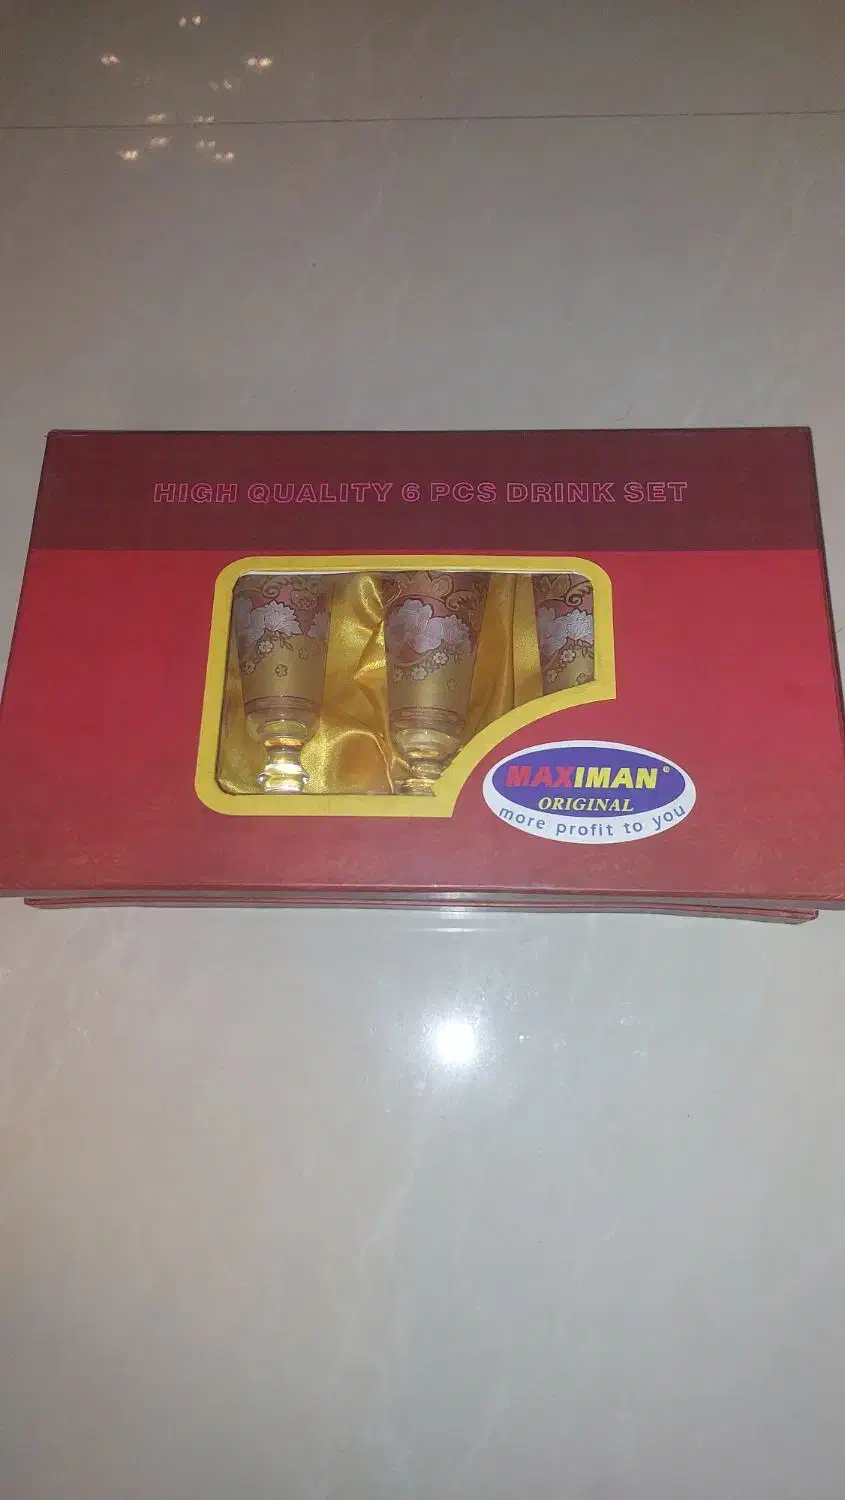 HIGH QUALITY 6 PCS DRINK SET
MAXIMAN®
ORIGINAL
more profit to you